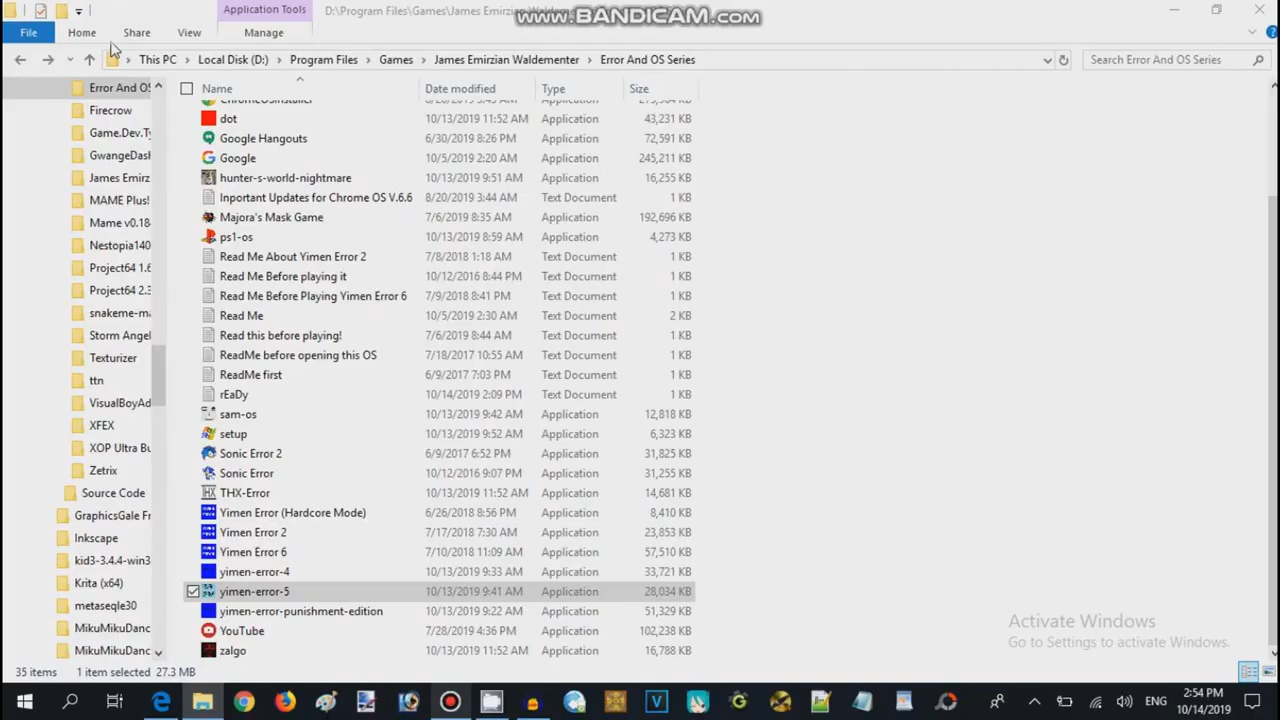 Application Tools
D:\Program Files\Games\James Emirzian Waldementer\Error And OS Series
www.BANDICAM.com
File
Home
Share
View
Manage
This PC
Local Disk (D:)
Program Files
Games
James Emirzian Waldementer
Error And OS Series
Search Error And OS Series
Error And OS
Firecrow
Game.Dev.Ty
GwangeDash
James Emirz
MAME Plus!
Mame v0.18
Nestopia140
Project64 1.6
Project64 2.3
snakeme-ma
Storm Angel
Texturizer
ttn
VisualBoyAd
XFEX
XOP Ultra Bu
Zetrix
Source Code
GraphicsGale Fr
Inkscape
kid3-3.4.4-win3
Krita (x64)
metaseqle30
MikuMikuDanc
MikuMikuDanc
Name Date modified Type Size
dot 10/13/2019 11:52 AM Application 43,231 KB
Google Hangouts 6/30/2019 8:26 PM Application 72,591 KB
Google 10/5/2019 2:20 AM Application 245,211 KB
hunter-s-world-nightmare 10/13/2019 9:51 AM Application 16,255 KB
Inportant Updates for Chrome OS V.6.6 8/20/2019 3:44 AM Text Document 1 KB
Majora's Mask Game 7/6/2019 8:35 AM Application 192,696 KB
ps1-os 10/13/2019 8:59 AM Application 4,273 KB
Read Me About Yimen Error 2 7/8/2018 1:18 AM Text Document 1 KB
Read Me Before playing it 10/12/2016 8:44 PM Text Document 1 KB
Read Me Before Playing Yimen Error 6 7/9/2018 8:41 PM Text Document 1 KB
Read Me 10/5/2019 2:30 AM Text Document 2 KB
Read this before playing! 7/6/2019 8:44 AM Text Document 1 KB
ReadMe before opening this OS 7/18/2017 10:55 AM Text Document 1 KB
ReadMe first 6/9/2017 7:03 PM Text Document 1 KB
rEaDy 10/14/2019 2:09 PM Text Document 1 KB
sam-os 10/13/2019 9:42 AM Application 12,818 KB
setup 10/13/2019 9:52 AM Application 6,323 KB
Sonic Error 2 6/9/2017 6:52 PM Application 31,825 KB
Sonic Error 10/12/2016 9:07 PM Application 31,255 KB
THX-Error 10/13/2019 11:52 AM Application 14,681 KB
Yimen Error (Hardcore Mode) 6/26/2018 8:56 PM Application 8,410 KB
Yimen Error 2 7/17/2018 7:30 AM Application 23,853 KB
Yimen Error 6 7/10/2018 11:09 AM Application 57,510 KB
yimen-error-4 10/13/2019 9:33 AM Application 33,721 KB
yimen-error-5 10/13/2019 9:41 AM Application 28,034 KB
yimen-error-punishment-edition 10/13/2019 9:22 AM Application 51,329 KB
YouTube 7/28/2018 4:36 PM Application 102,238 KB
zalgo 10/13/2019 11:52 AM Application 16,788 KB
Activate Windows
Go to Settings to activate Windows.
35 items 1 item selected 27.3 MB
ENG
2:54 PM
10/14/2019